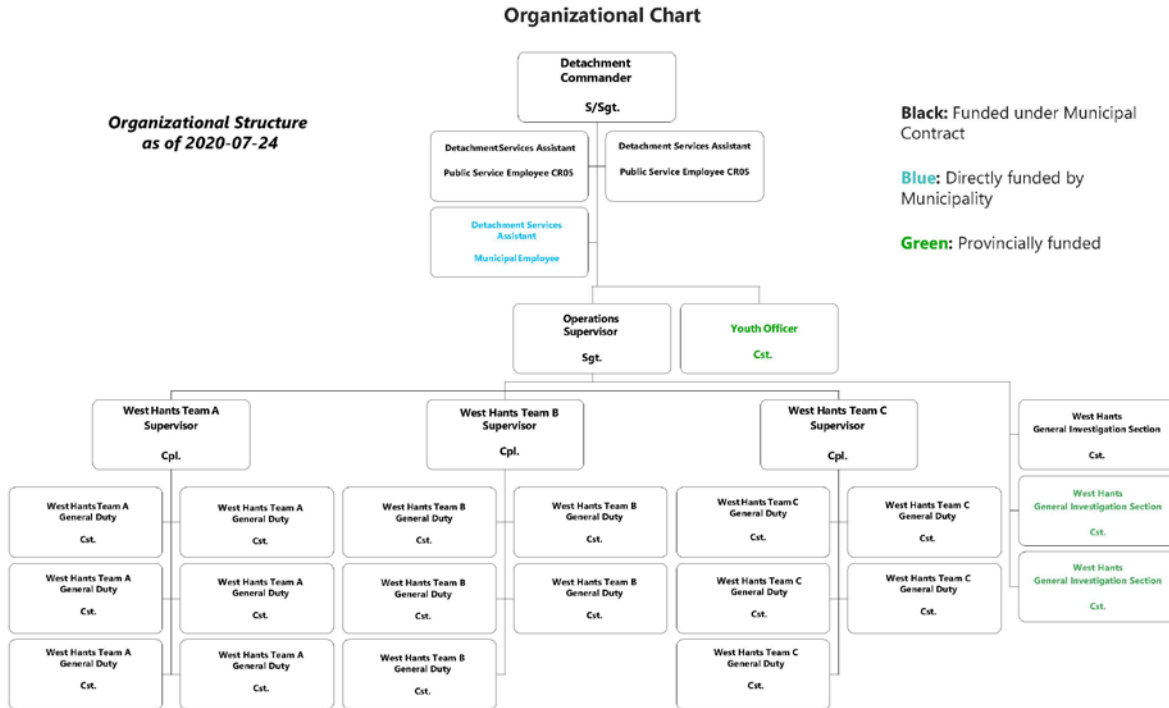 Organizational Chart
Organizational Structure
as of 2020-07-24
Detachment
Commander
S/Sgt.
Black: Funded under Municipal
Contract
Blue: Directly funded by
Municipality
Green: Provincially funded
DetachmentServices Assistant
Public Service Employee CR05
Detachment Services Assistant
Public Service Employee CR05
Detachment Services
Assistant
Municipal Employee
Operations
Supervisor
Sgt.
Youth Officer
Cst.
West Hants Team A
Supervisor
Cpl.
West Hants Team B
Supervisor
Cpl.
West Hants Team C
Supervisor
Cpl.
West Hants
General Investigation Section
Cst.
West Hants Team A
General Duty
Cst.
West Hants Team A
General Duty
Cst.
West Hants Team B
General Duty
Cst.
West Hants Team B
General Duty
Cst.
West Hants Team C
General Duty
Cst.
West Hants Team C
General Duty
Cst.
West Hants
General Investigation Section
Cst.
West Hants Team A
General Duty
Cst.
West Hants Team A
General Duty
Cst.
West Hants Team B
General Duty
Cst.
West Hants Team B
General Duty
Cst.
West Hants Team C
General Duty
Cst.
West Hants Team C
General Duty
Cst.
West Hants
General Investigation Section
Cst.
West Hants Team A
General Duty
Cst.
West Hants Team A
General Duty
Cst.
West Hants Team B
General Duty
Cst.
West Hants Team C
General Duty
Cst.